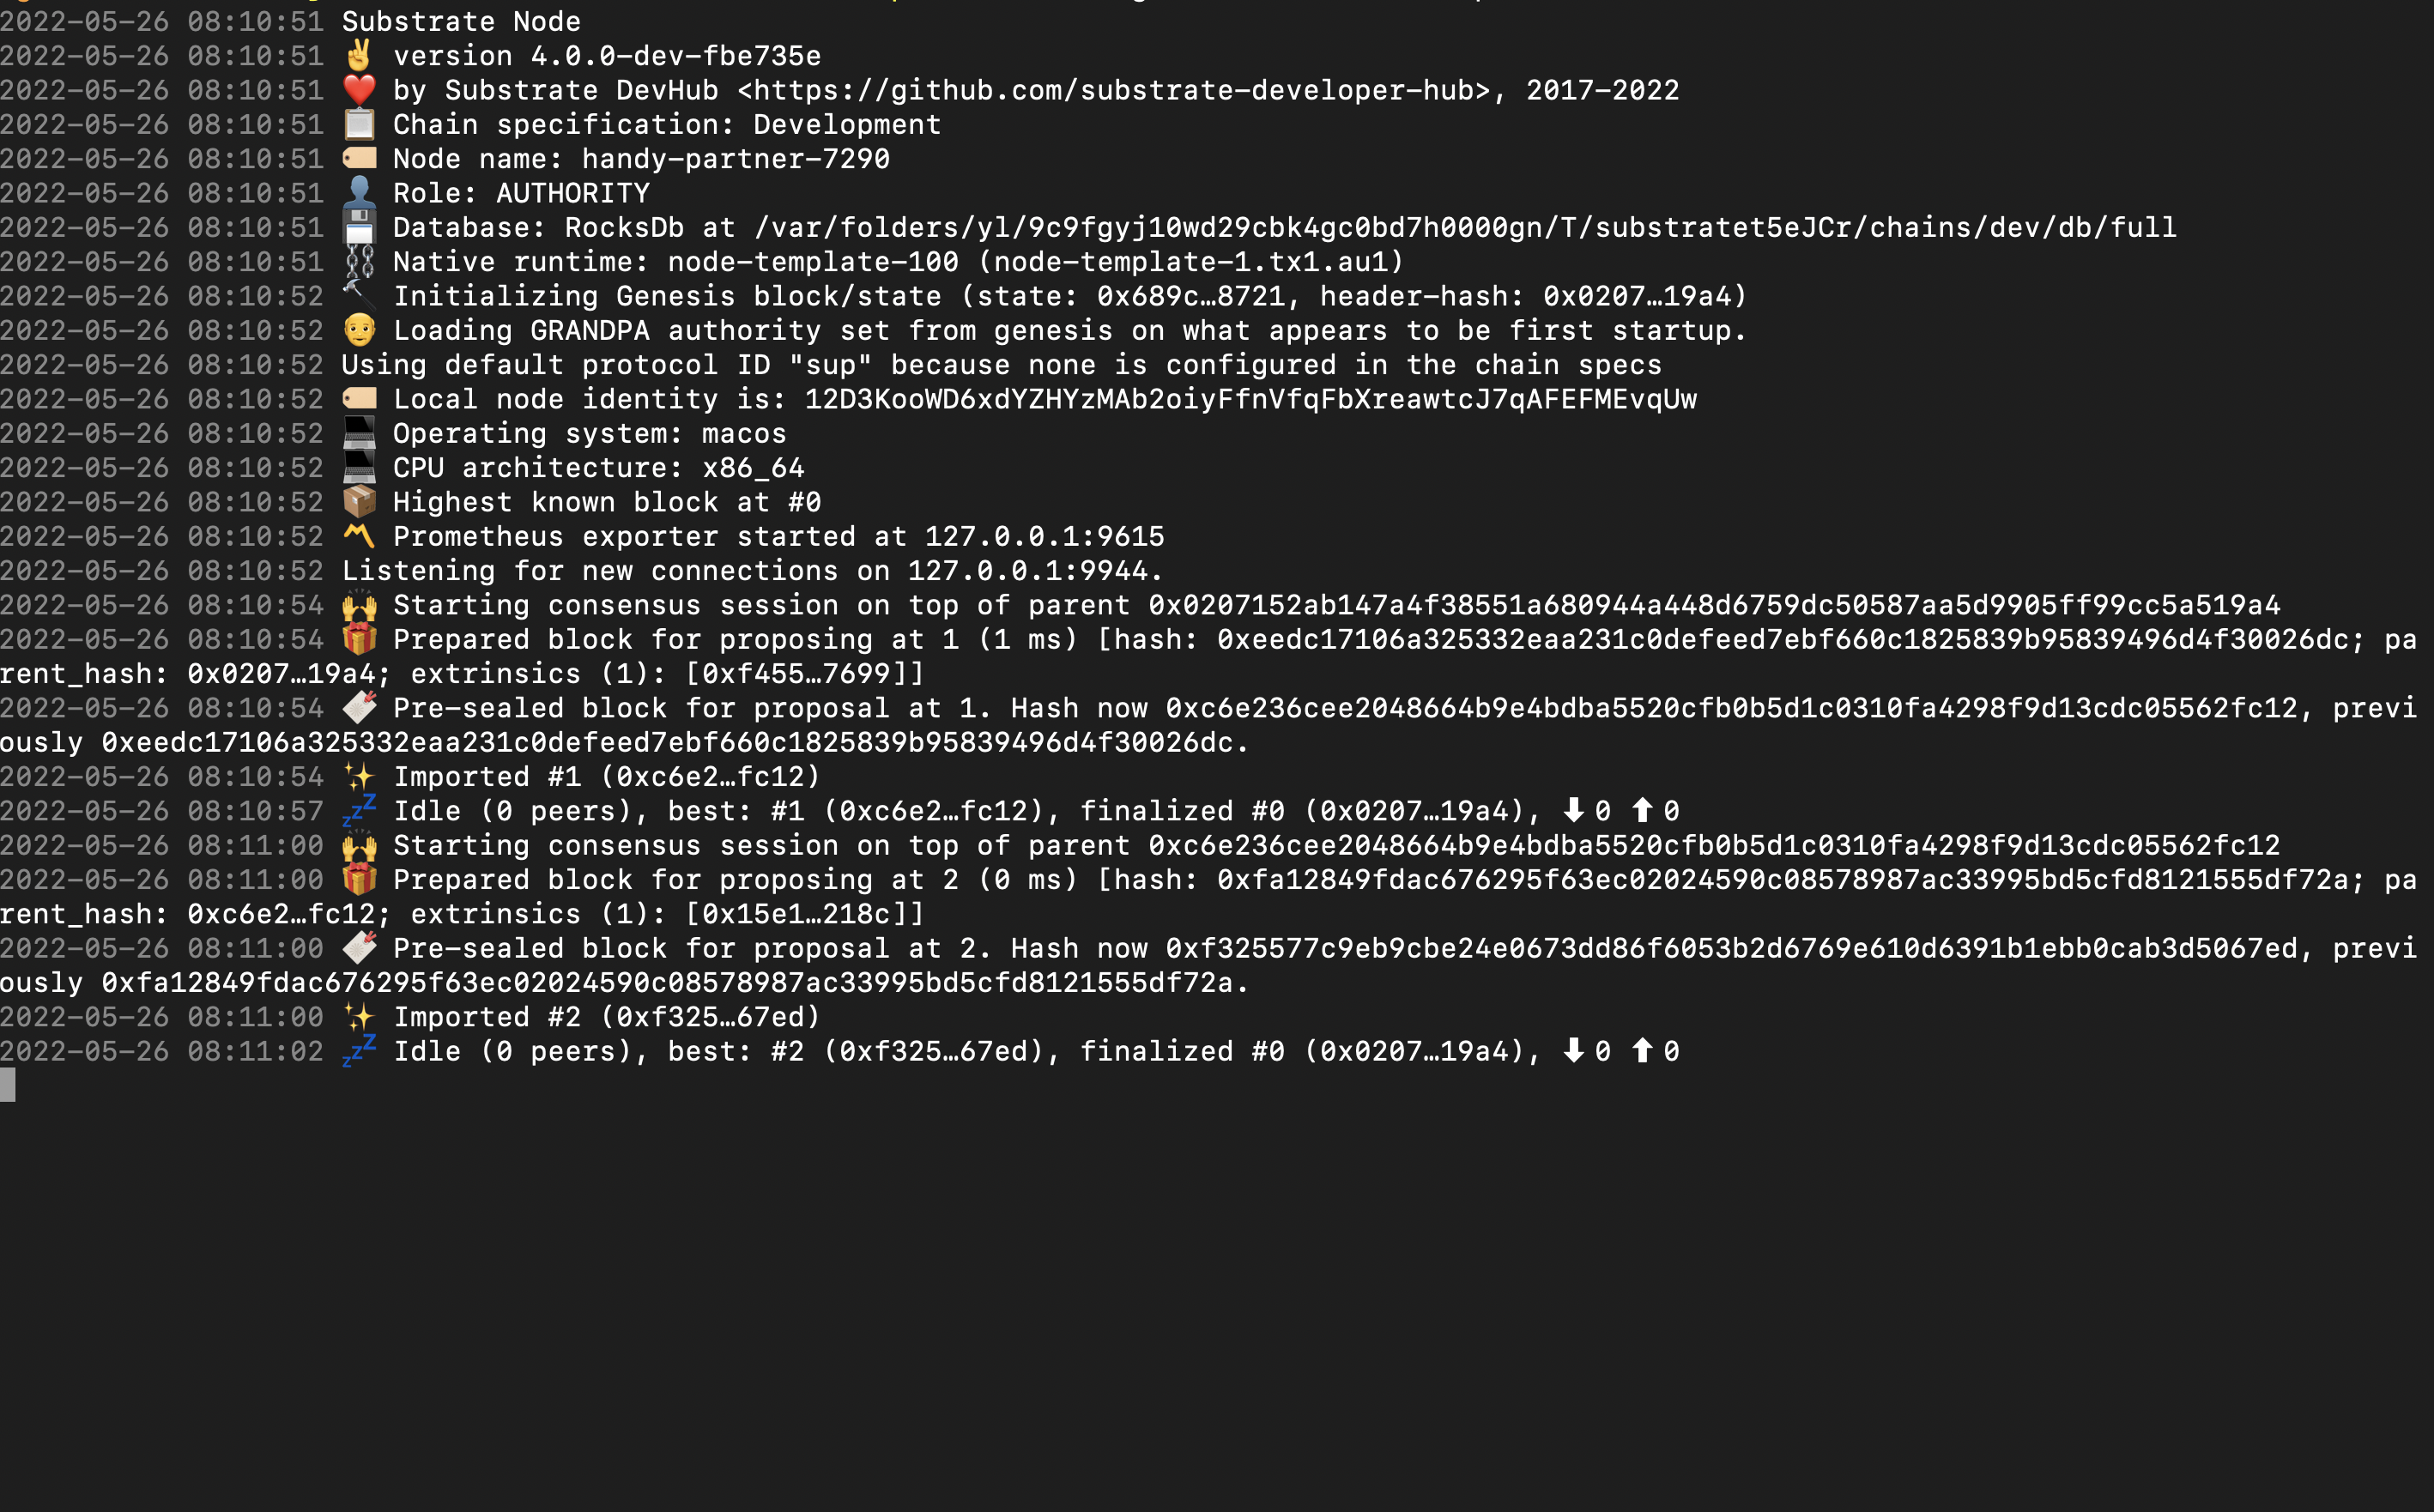 2022-05-26 08:10:51 Substrate Node
2022-05-26 08:10:51 ✌️ version 4.0.0-dev-fbe735e
2022-05-26 08:10:51 ❤️ by Substrate DevHub <https://github.com/substrate-developer-hub>, 2017-2022
2022-05-26 08:10:51 📋 Chain specification: Development
2022-05-26 08:10:51 🏷 Node name: handy-partner-7290
2022-05-26 08:10:51 👤 Role: AUTHORITY
2022-05-26 08:10:51 💾 Database: RocksDb at /var/folders/yl/9c9fgyj10wd29cbk4gc0bd7h0000gn/T/substratet5eJCr/chains/dev/db/full
2022-05-26 08:10:51 ⛓ Native runtime: node-template-100 (node-template-1.tx1.au1)
2022-05-26 08:10:52 🔨 Initializing Genesis block/state (state: 0x689c…8721, header-hash: 0x0207…19a4)
2022-05-26 08:10:52 👴 Loading GRANDPA authority set from genesis on what appears to be first startup.
2022-05-26 08:10:52 Using default protocol ID "sup" because none is configured in the chain specs
2022-05-26 08:10:52 🏷 Local node identity is: 12D3KooWD6xdYZHYzMAb2oiyFfnVfqFbXreawtcJ7qAFEFMEvqUw
2022-05-26 08:10:52 💻 Operating system: macos
2022-05-26 08:10:52 💻 CPU architecture: x86_64
2022-05-26 08:10:52 📦 Highest known block at #0
2022-05-26 08:10:52 〽️ Prometheus exporter started at 127.0.0.1:9615
2022-05-26 08:10:52 Listening for new connections on 127.0.0.1:9944.
2022-05-26 08:10:54 🙌 Starting consensus session on top of parent 0x0207152ab147a4f38551a680944a448d6759dc50587aa5d9905ff99cc5a519a4
2022-05-26 08:10:54 🎁 Prepared block for proposing at 1 (1 ms) [hash: 0xeedc17106a325332eaa231c0defeed7ebf660c1825839b95839496d4f30026dc; pa
rent_hash: 0x0207…19a4; extrinsics (1): [0xf455…7699]]
2022-05-26 08:10:54 🔖 Pre-sealed block for proposal at 1. Hash now 0xc6e236cee2048664b9e4bdba5520cfb0b5d1c0310fa4298f9d13cdc05562fc12, previ
ously 0xeedc17106a325332eaa231c0defeed7ebf660c1825839b95839496d4f30026dc.
2022-05-26 08:10:54 ✨ Imported #1 (0xc6e2…fc12)
2022-05-26 08:10:57 💤 Idle (0 peers), best: #1 (0xc6e2…fc12), finalized #0 (0x0207…19a4), ⬇ 0 ⬆ 0
2022-05-26 08:11:00 🙌 Starting consensus session on top of parent 0xc6e236cee2048664b9e4bdba5520cfb0b5d1c0310fa4298f9d13cdc05562fc12
2022-05-26 08:11:00 🎁 Prepared block for proposing at 2 (0 ms) [hash: 0xfa12849fdac676295f63ec02024590c08578987ac33995bd5cfd8121555df72a; pa
rent_hash: 0xc6e2…fc12; extrinsics (1): [0x15e1…218c]]
2022-05-26 08:11:00 🔖 Pre-sealed block for proposal at 2. Hash now 0xf325577c9eb9cbe24e0673dd86f6053b2d6769e610d6391b1ebb0cab3d5067ed, previ
ously 0xfa12849fdac676295f63ec02024590c08578987ac33995bd5cfd8121555df72a.
2022-05-26 08:11:00 ✨ Imported #2 (0xf325…67ed)
2022-05-26 08:11:02 💤 Idle (0 peers), best: #2 (0xf325…67ed), finalized #0 (0x0207…19a4), ⬇ 0 ⬆ 0